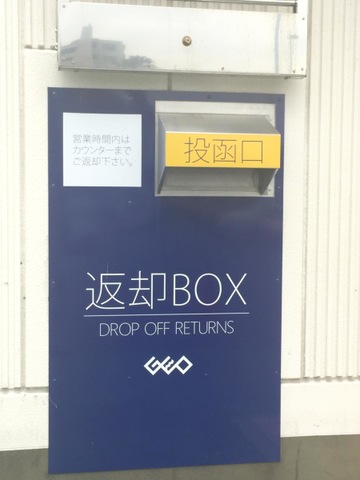 営業時間内は
カウンターまで
ご返却下さい。
投函口
返却BOX
DROP OFF RETURNS
GEO